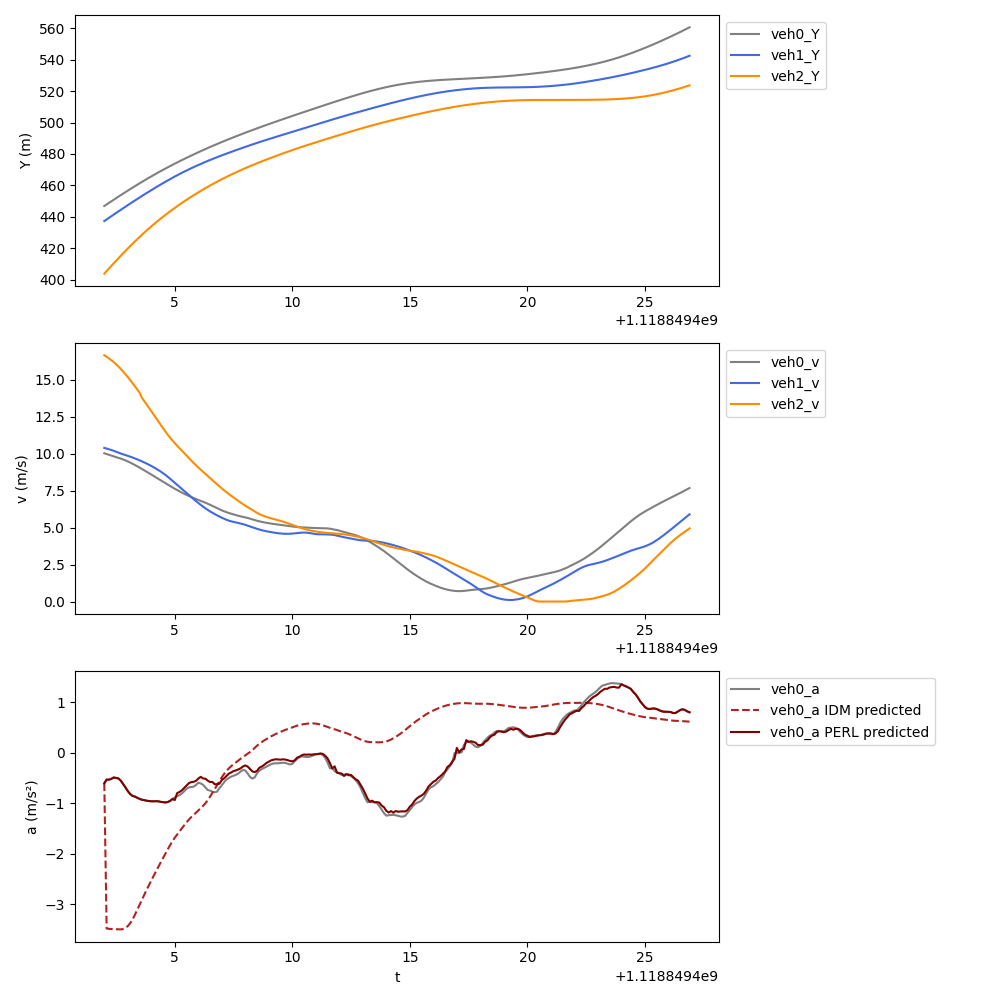 560
540
520
500
480
460
440
420
400
Y (m)
5
10
15
20
25
+1.1188494e9
veh0_Y
veh1_Y
veh2_Y
15.0
12.5
10.0
7.5
5.0
2.5
0.0
v (m/s)
5
10
15
20
25
+1.1188494e9
veh0_v
veh1_v
veh2_v
1
0
−1
−2
−3
a (m/s²)
5
10
15
20
25
t
+1.1188494e9
veh0_a
veh0_a IDM predicted
veh0_a PERL predicted